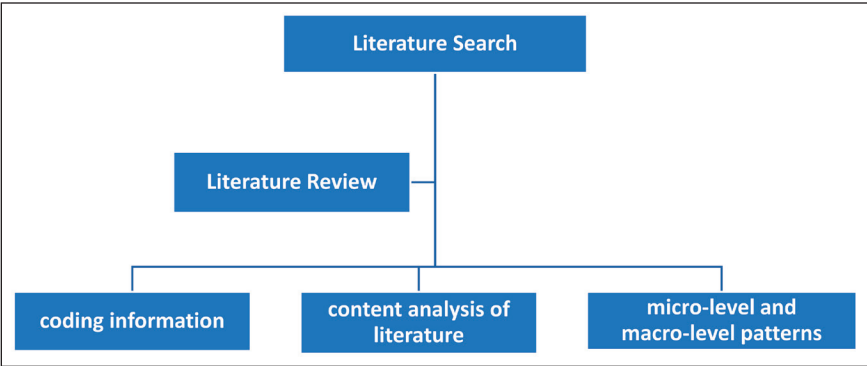 Literature Search
Literature Review
coding information
content analysis of
literature
micro-level and
macro-level patterns